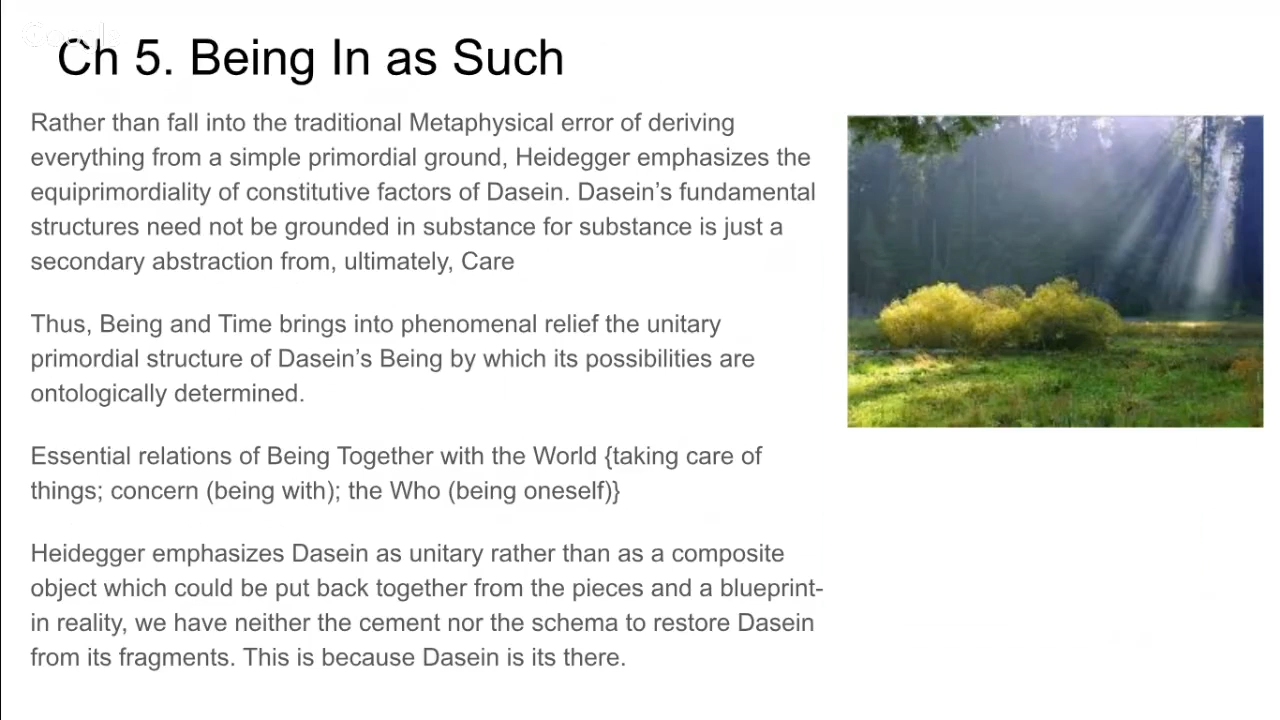 Google
Ch 5. Being In as Such
Rather than fall into the traditional Metaphysical error of deriving
everything from a simple primordial ground, Heidegger emphasizes the
equiprimordiality of constitutive factors of Dasein. Dasein’s fundamental
structures need not be grounded in substance for substance is just a
secondary abstraction from, ultimately, Care
Thus, Being and Time brings into phenomenal relief the unitary
primordial structure of Dasein’s Being by which its possibilities are
ontologically determined.
Essential relations of Being Together with the World {taking care of
things; concern (being with); the Who (being oneself)}
Heidegger emphasizes Dasein as unitary rather than as a composite
object which could be put back together from the pieces and a blueprint-
in reality, we have neither the cement nor the schema to restore Dasein
from its fragments. This is because Dasein is its there.